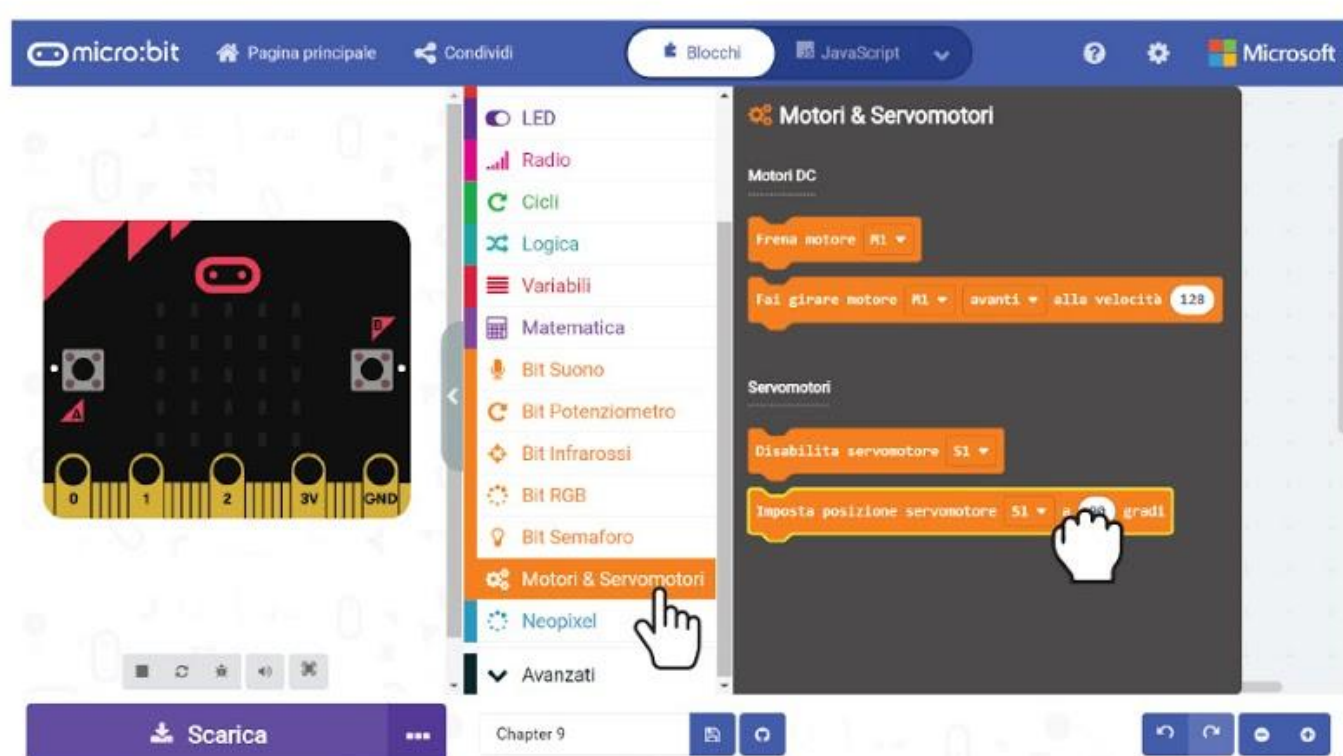 micro:bit Pagina principale Condividi Blocchi JavaScript Microsoft
LED
Radio
Cicli
Logica
Variabili
Matematica
Bit Suono
Bit Potenziometro
Bit Infrarossi
Bit RGB
Bit Semaforo
Motori & Servomotori
Neopixel
Avanzati
Motori & Servomotori
Motori DC
Frena motore M1
Fai girare motore M1 avanti alla velocità 128
Servomotori
Disabilita servomotore S1
Imposta posizione servomotore S1 a gradi
B
A
0 1 2 3V GND
Scarica
Chapter 9